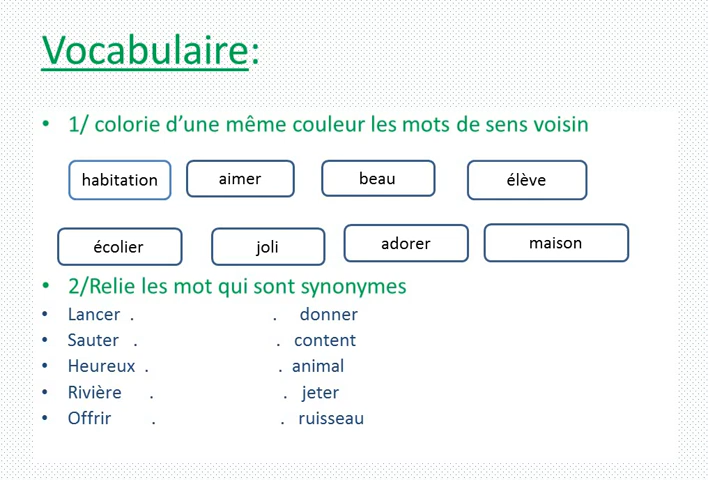 Vocabulaire:
• 1/ colorie d’une même couleur les mots de sens voisin
habitation aimer beau élève
écolier joli adorer maison
• 2/Relie les mot qui sont synonymes
• Lancer . . donner
• Sauter . . content
• Heureux . . animal
• Rivière . . jeter
• Offrir . . ruisseau